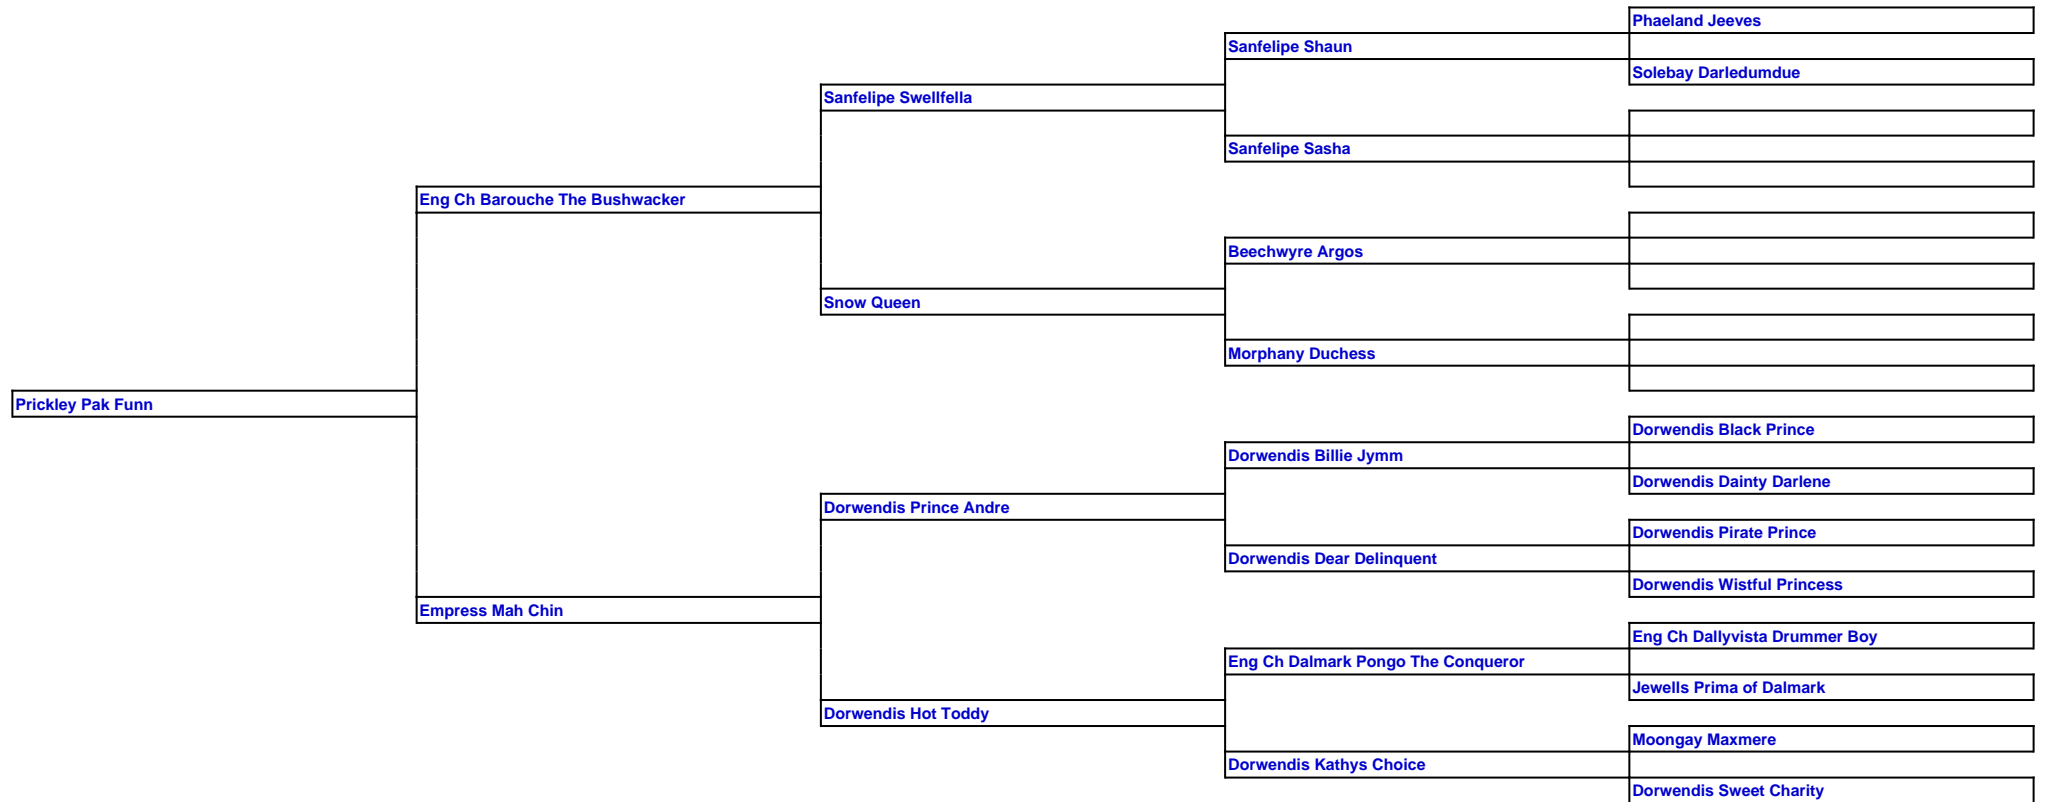 Phaeland Jeeves
Sanfelipe Shaun
Solebay Darledumdue
Sanfelipe Swellfella
Sanfelipe Sasha
Eng Ch Barouche The Bushwacker
Beechwyre Argos
Snow Queen
Morphany Duchess
Prickley Pak Funn
Dorwendis Black Prince
Dorwendis Billie Jymm
Dorwendis Dainty Darlene
Dorwendis Prince Andre
Dorwendis Pirate Prince
Dorwendis Dear Delinquent
Dorwendis Wistful Princess
Empress Mah Chin
Eng Ch Dallyvista Drummer Boy
Eng Ch Dalmark Pongo The Conqueror
Jewells Prima of Dalmark
Dorwendis Hot Toddy
Moongay Maxmere
Dorwendis Kathys Choice
Dorwendis Sweet Charity